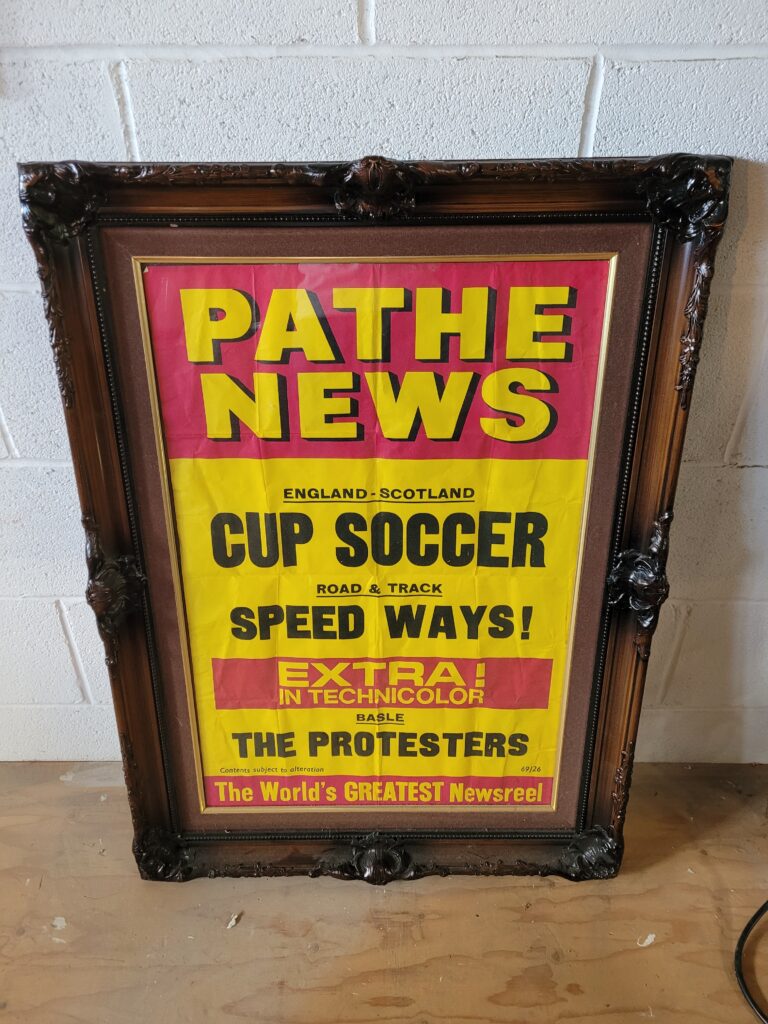 PATHE
NEWS
ENGLAND - SCOTLAND
CUP SOCCER
ROAD & TRACK
SPEED WAYS!
EXTRA!
IN TECHNICOLOR
BASLE
THE PROTESTERS
Contents subject to alteration 69/26
The World's GREATEST Newsreel